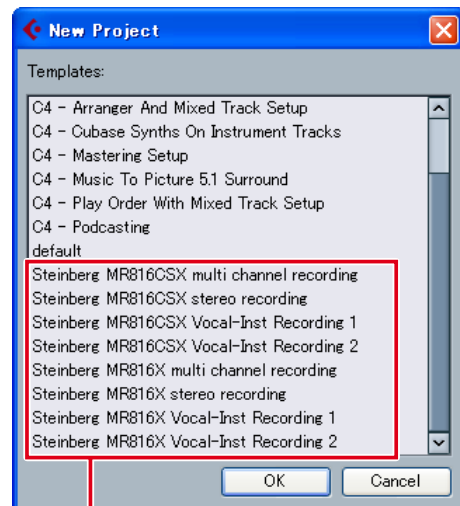 New Project
Templates:
C4 - Arranger And Mixed Track Setup
C4 - Cubase Synths On Instrument Tracks
C4 - Mastering Setup
C4 - Music To Picture 5.1 Surround
C4 - Play Order With Mixed Track Setup
C4 - Podcasting
default
Steinberg MR816CSX multi channel recording
Steinberg MR816CSX stereo recording
Steinberg MR816CSX Vocal-Inst Recording 1
Steinberg MR816CSX Vocal-Inst Recording 2
Steinberg MR816X multi channel recording
Steinberg MR816X stereo recording
Steinberg MR816X Vocal-Inst Recording 1
Steinberg MR816X Vocal-Inst Recording 2
OK Cancel